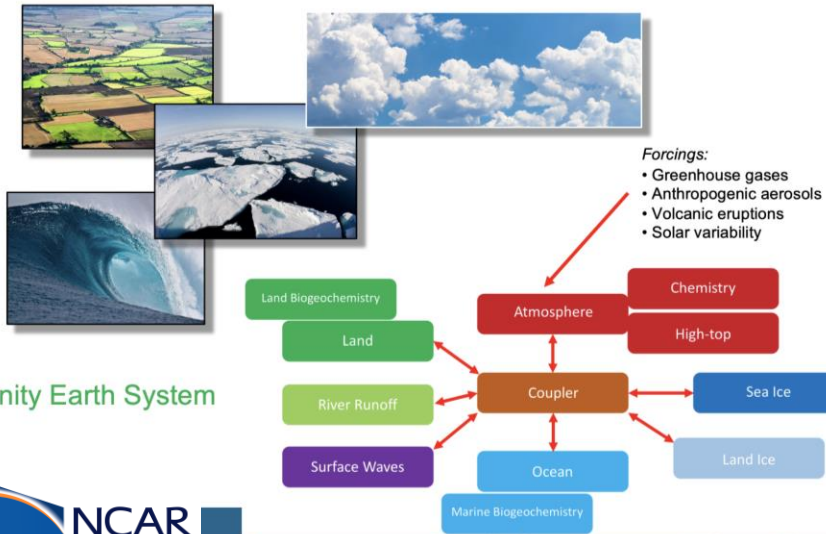 Forcings:
• Greenhouse gases
• Anthropogenic aerosols
• Volcanic eruptions
• Solar variability
Land Biogeochemistry
Land
Atmosphere
Chemistry
High-top
nity Earth System
River Runoff
Coupler
Sea Ice
Surface Waves
Ocean
Land Ice
Marine Biogeochemistry
NCAR